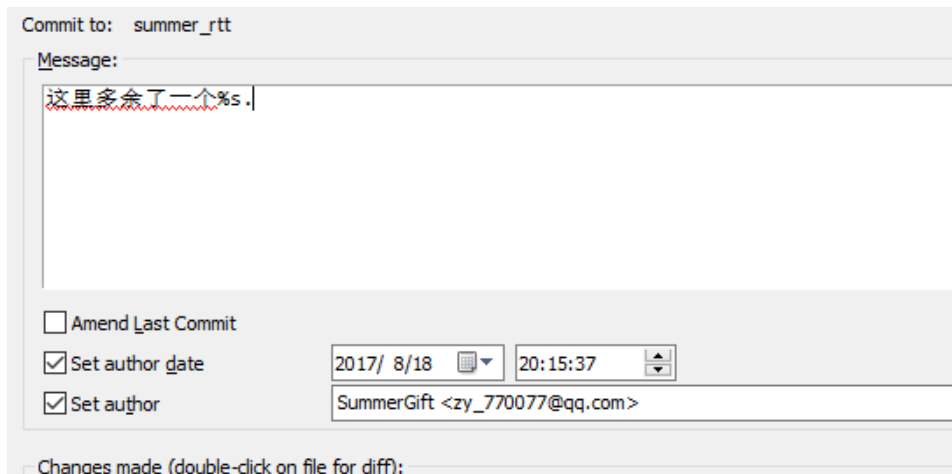 Commit to: summer_rtt
Message:
这里多余了一个%s.
Amend Last Commit
Set author date 2017/ 8/18 20:15:37
Set author SummerGift <zy_770077@qq.com>
Changes made (double-click on file for diff):